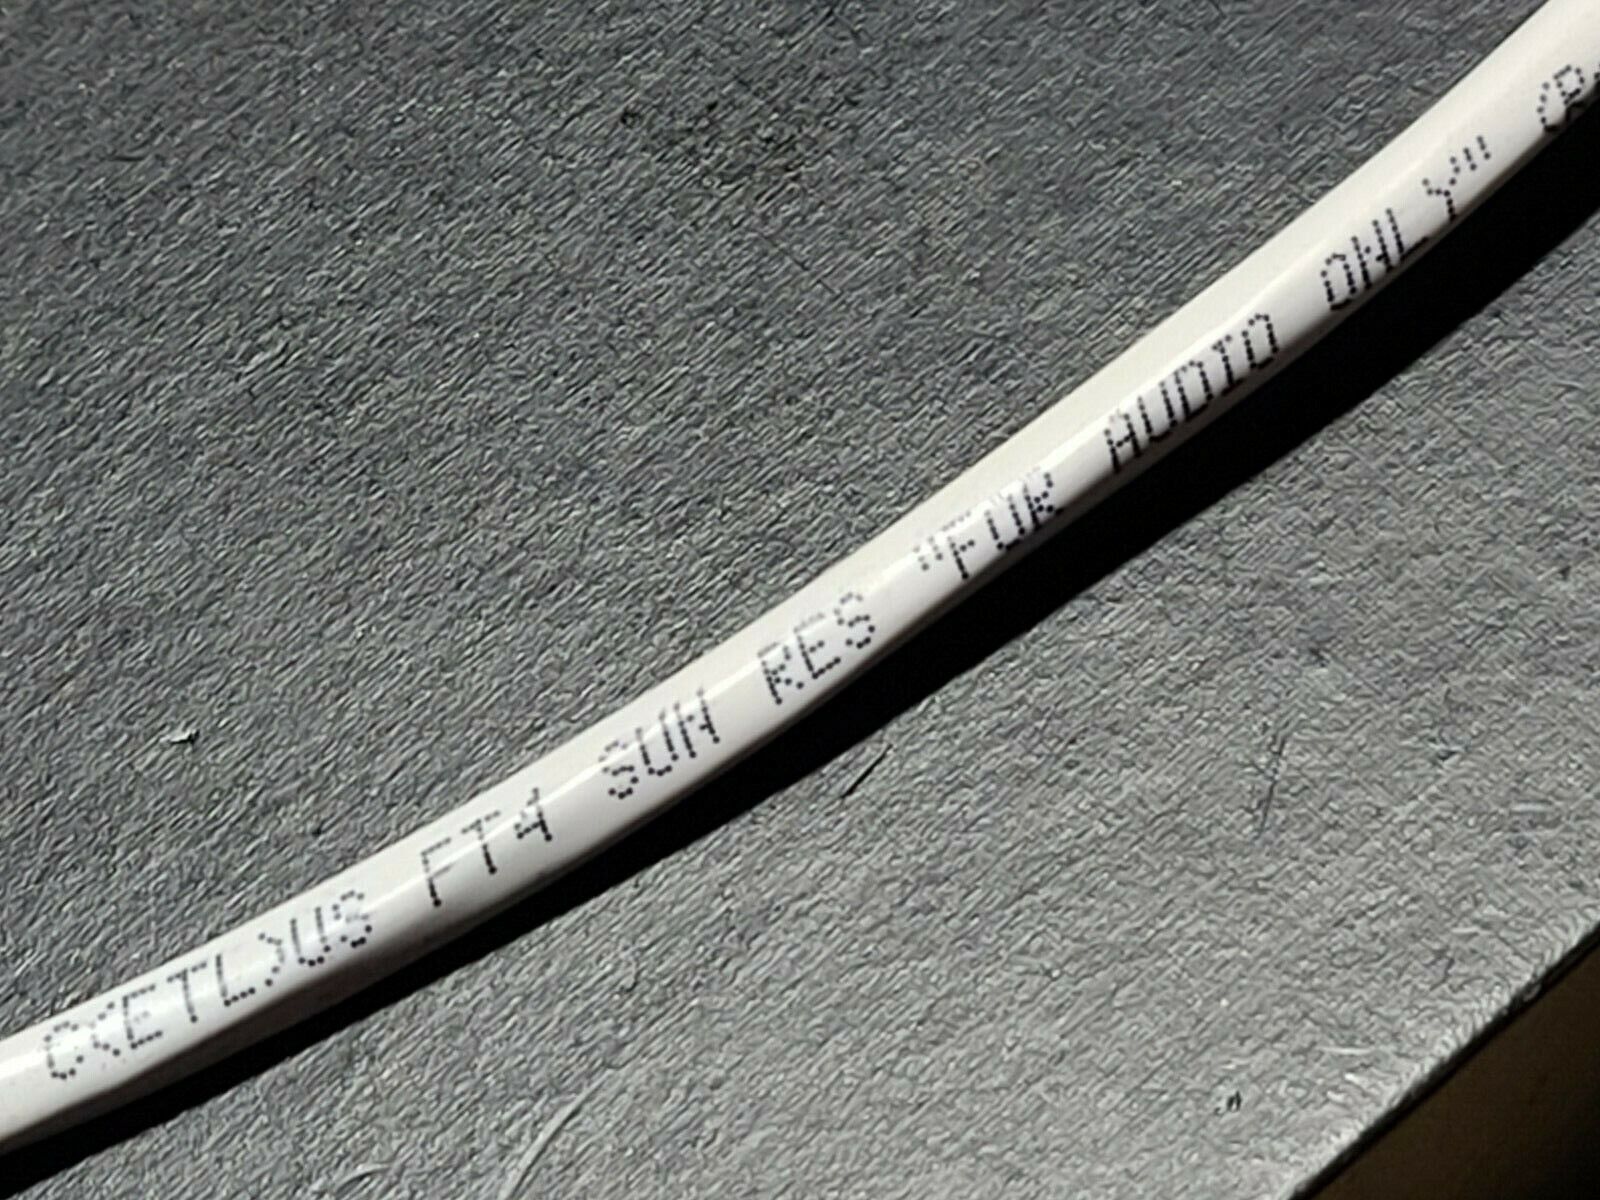 C(ETL)US FT4 SUN RES "FOR AUDIO ONLY"